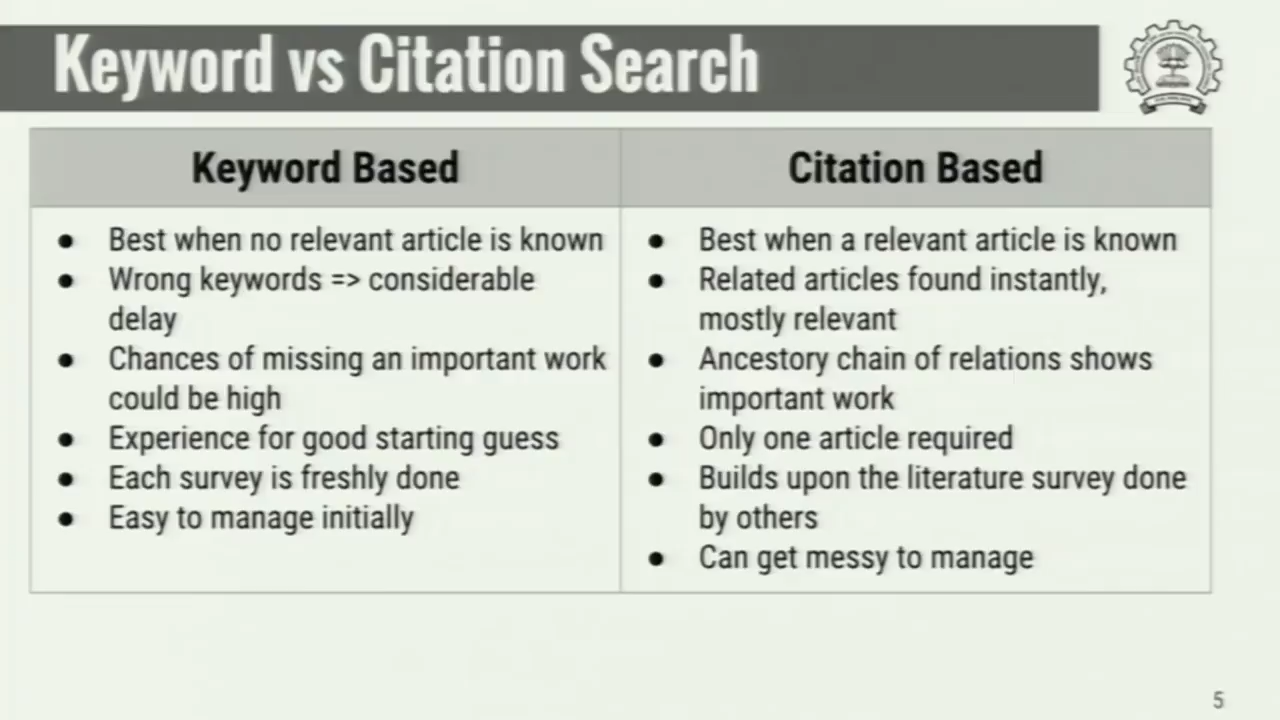 Keyword vs Citation Search
Keyword Based
● Best when no relevant article is known
● Wrong keywords => considerable
delay
● Chances of missing an important work
could be high
● Experience for good starting guess
● Each survey is freshly done
● Easy to manage initially
Citation Based
● Best when a relevant article is known
● Related articles found instantly,
mostly relevant
● Ancestory chain of relations shows
important work
● Only one article required
● Builds upon the literature survey done
by others
● Can get messy to manage
5